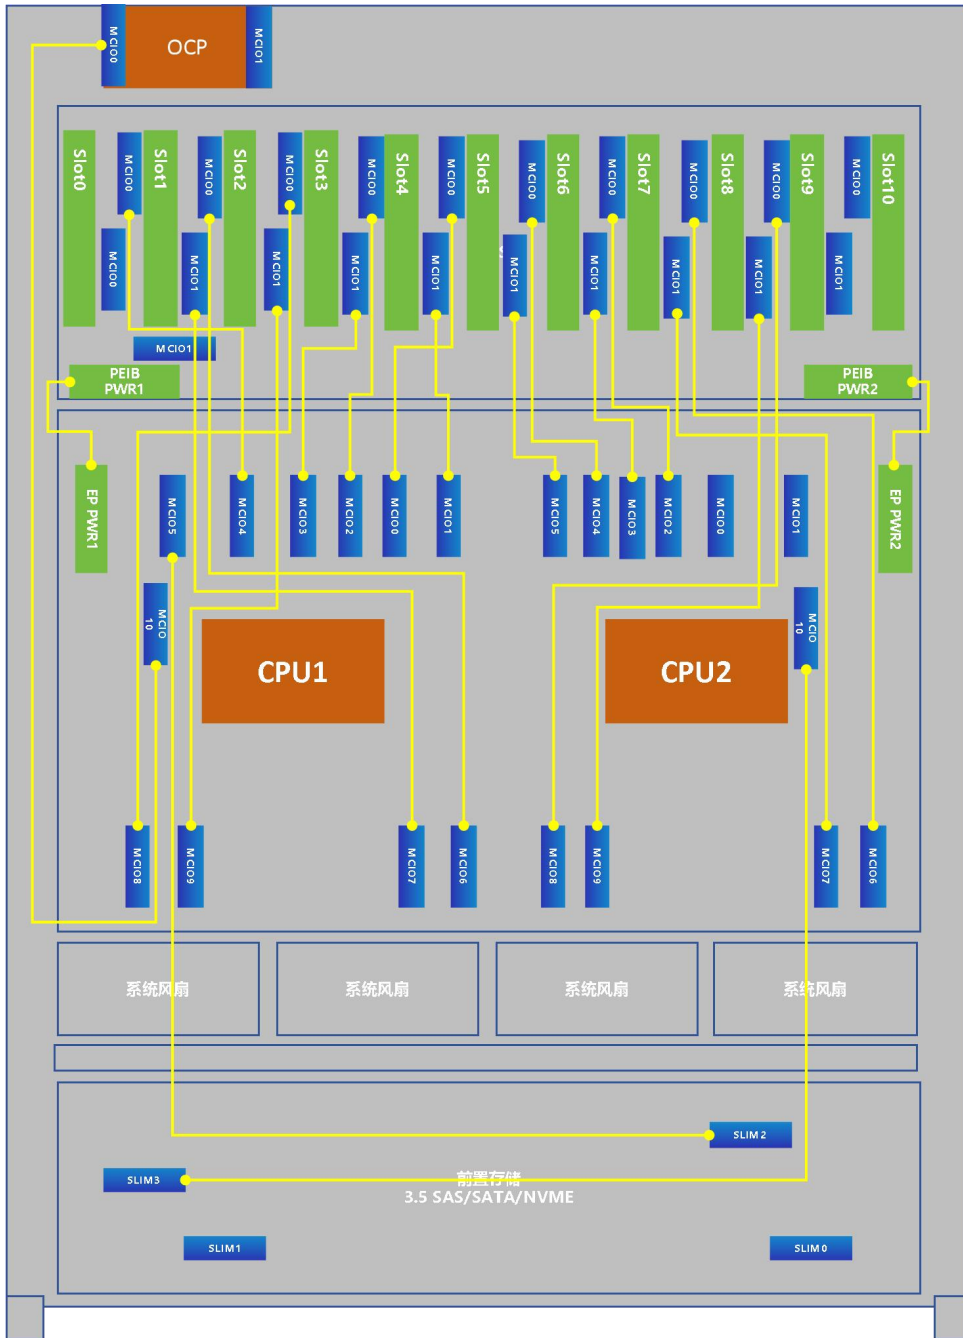 MCIO0
OCP
MCIO1
Slot0
MCIO0
Slot1
MCIO0
Slot2
MCIO0
Slot3
MCIO0
Slot4
MCIO0
Slot5
MCIO0
Slot6
MCIO0
Slot7
MCIO0
Slot8
MCIO0
Slot9
MCIO0
Slot10
MCIO0
MCIO1
MCIO1
MCIO1
MCIO1
MCIO1
MCIO1
MCIO1
MCIO1
MCIO1
MCIO1
PEIB
PWR1
PEIB
PWR2
EP PWR1
MCIO5
MCIO4
MCIO3
MCIO2
MCIO0
MCIO1
MCIO5
MCIO4
MCIO3
MCIO2
MCIO0
MCIO1
EP PWR2
MCIO
10
CPU1
CPU2
MCIO
10
MCIO8
MCIO9
MCIO7
MCIO6
MCIO8
MCIO9
MCIO7
MCIO6
系统风扇
系统风扇
系统风扇
系统风扇
SLIM2
SLIM3
前置存储
3.5 SAS/SATA/NVME
SLIM1
SLIM0